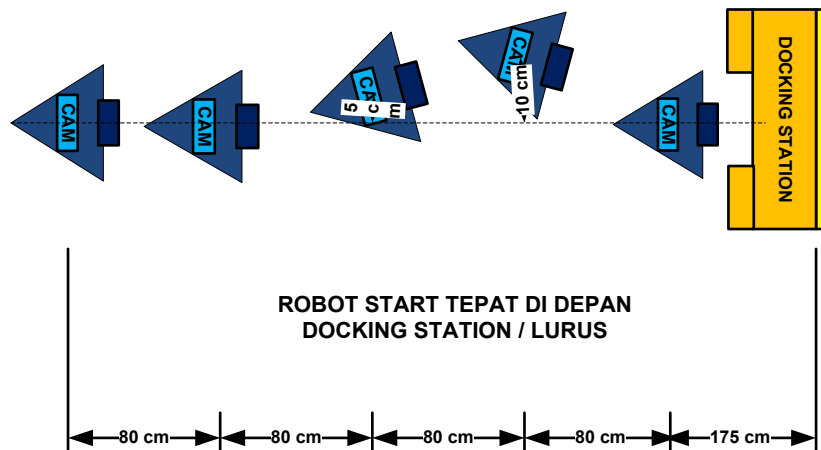 CAM
CAM
5 cm
CAM
CAM
-10 cm
CAM
DOCKING STATION
ROBOT START TEPAT DI DEPAN
DOCKING STATION / LURUS
80 cm
80 cm
80 cm
80 cm
175 cm